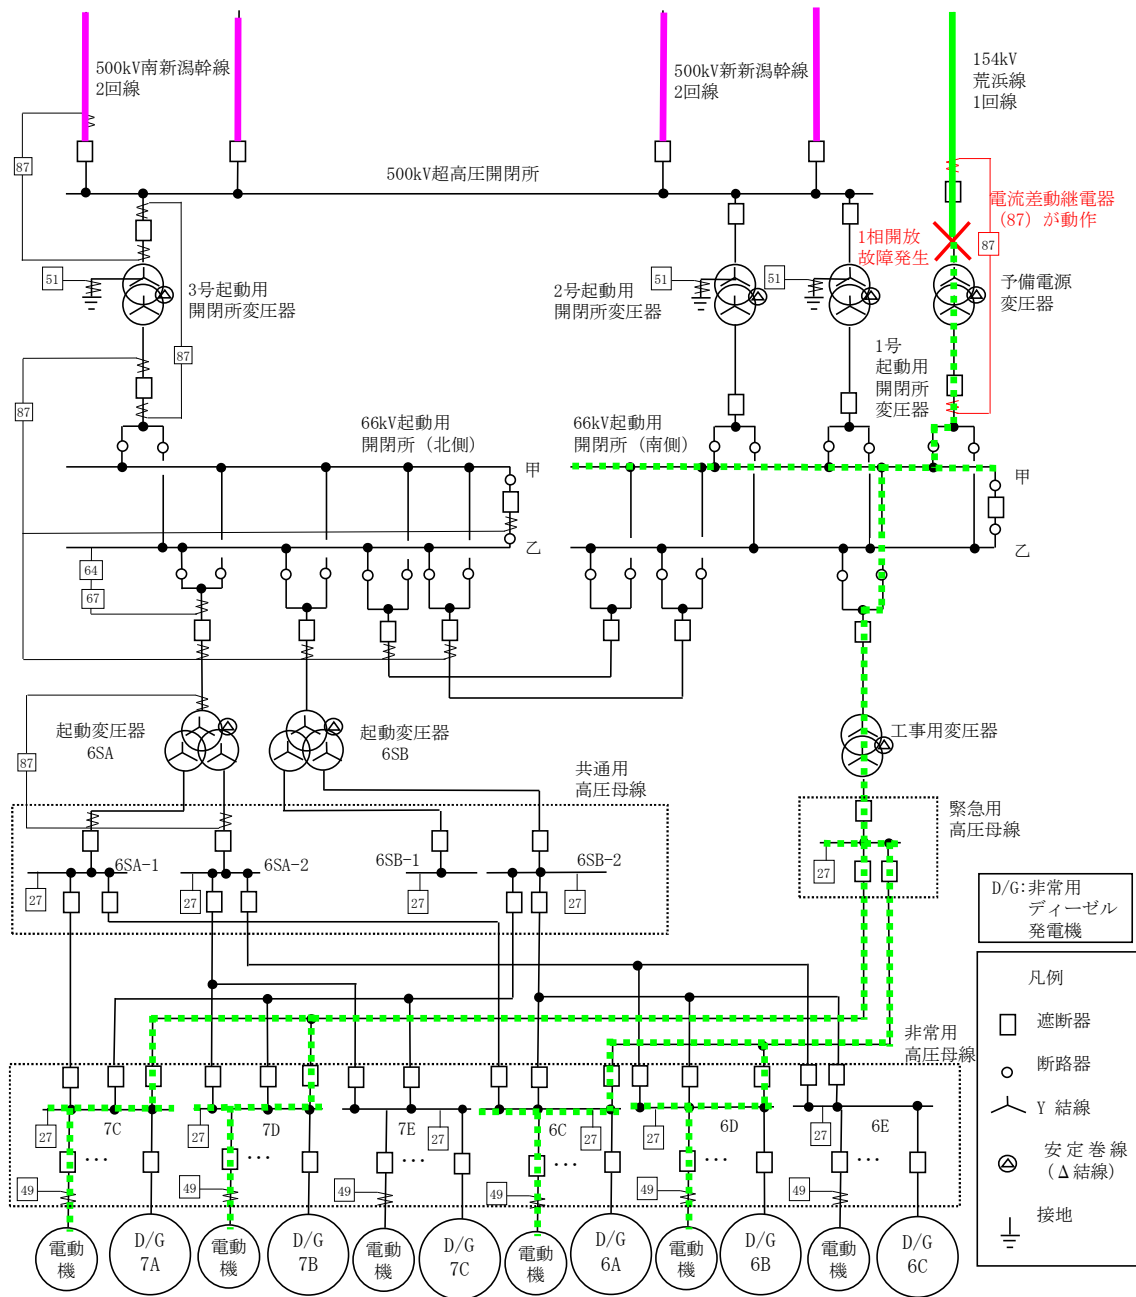 500kV南新潟幹線
2回線
500kV新新潟幹線
2回線
154kV
荒浜線
1回線
87
500kV超高圧開閉所
電流差動継電器
(87) が動作
1相開放
故障発生
87
51
51
51
3号起動用
開閉所変圧器
2号起動用
開閉所変圧器
予備電源
変圧器
87
1号
起動用
開閉所
変圧器
87
66kV起動用
開閉所 (北側)
66kV起動用
開閉所 (南側)
甲
甲
乙
乙
64
67
起動変圧器
6SA
起動変圧器
6SB
工事用変圧器
87
共通用
高圧母線
緊急用
高圧母線
6SA-1
6SA-2
6SB-1
6SB-2
27
27
27
27
27
D/G:非常用
ディーゼル
発電機
凡例
遮断器
断路器
Y 結線
安定巻線
(Δ結線)
接地
非常用
高圧母線
7C
7D
7E
6C
6D
6E
27
27
27
27
27
27
...
...
...
...
...
...
49
49
49
49
49
49
電動
機
D/G
7A
電動
機
D/G
7B
電動
機
D/G
7C
電動
機
D/G
6A
電動
機
D/G
6B
電動
機
D/G
6C